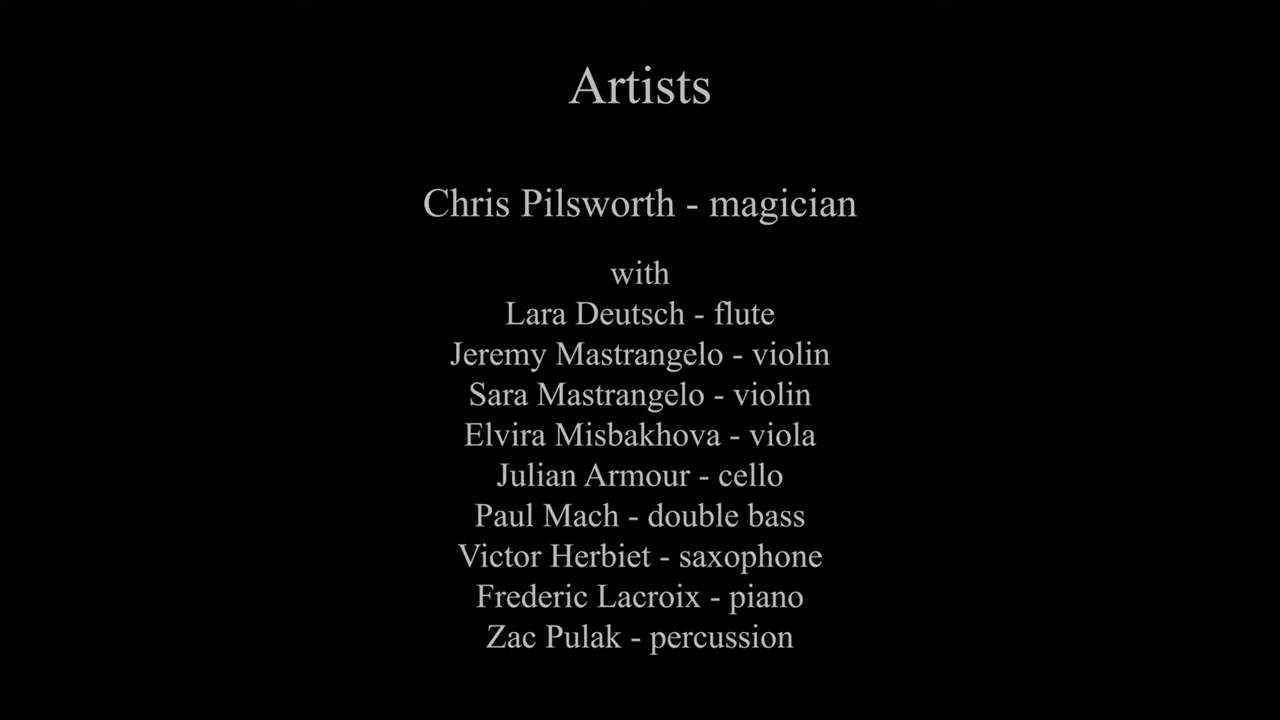 Artists
Chris Pilsworth - magician
with
Lara Deutsch - flute
Jeremy Mastrangelo - violin
Sara Mastrangelo - violin
Elvira Misbakhova - viola
Julian Armour - cello
Paul Mach - double bass
Victor Herbiet - saxophone
Frederic Lacroix - piano
Zac Pulak - percussion